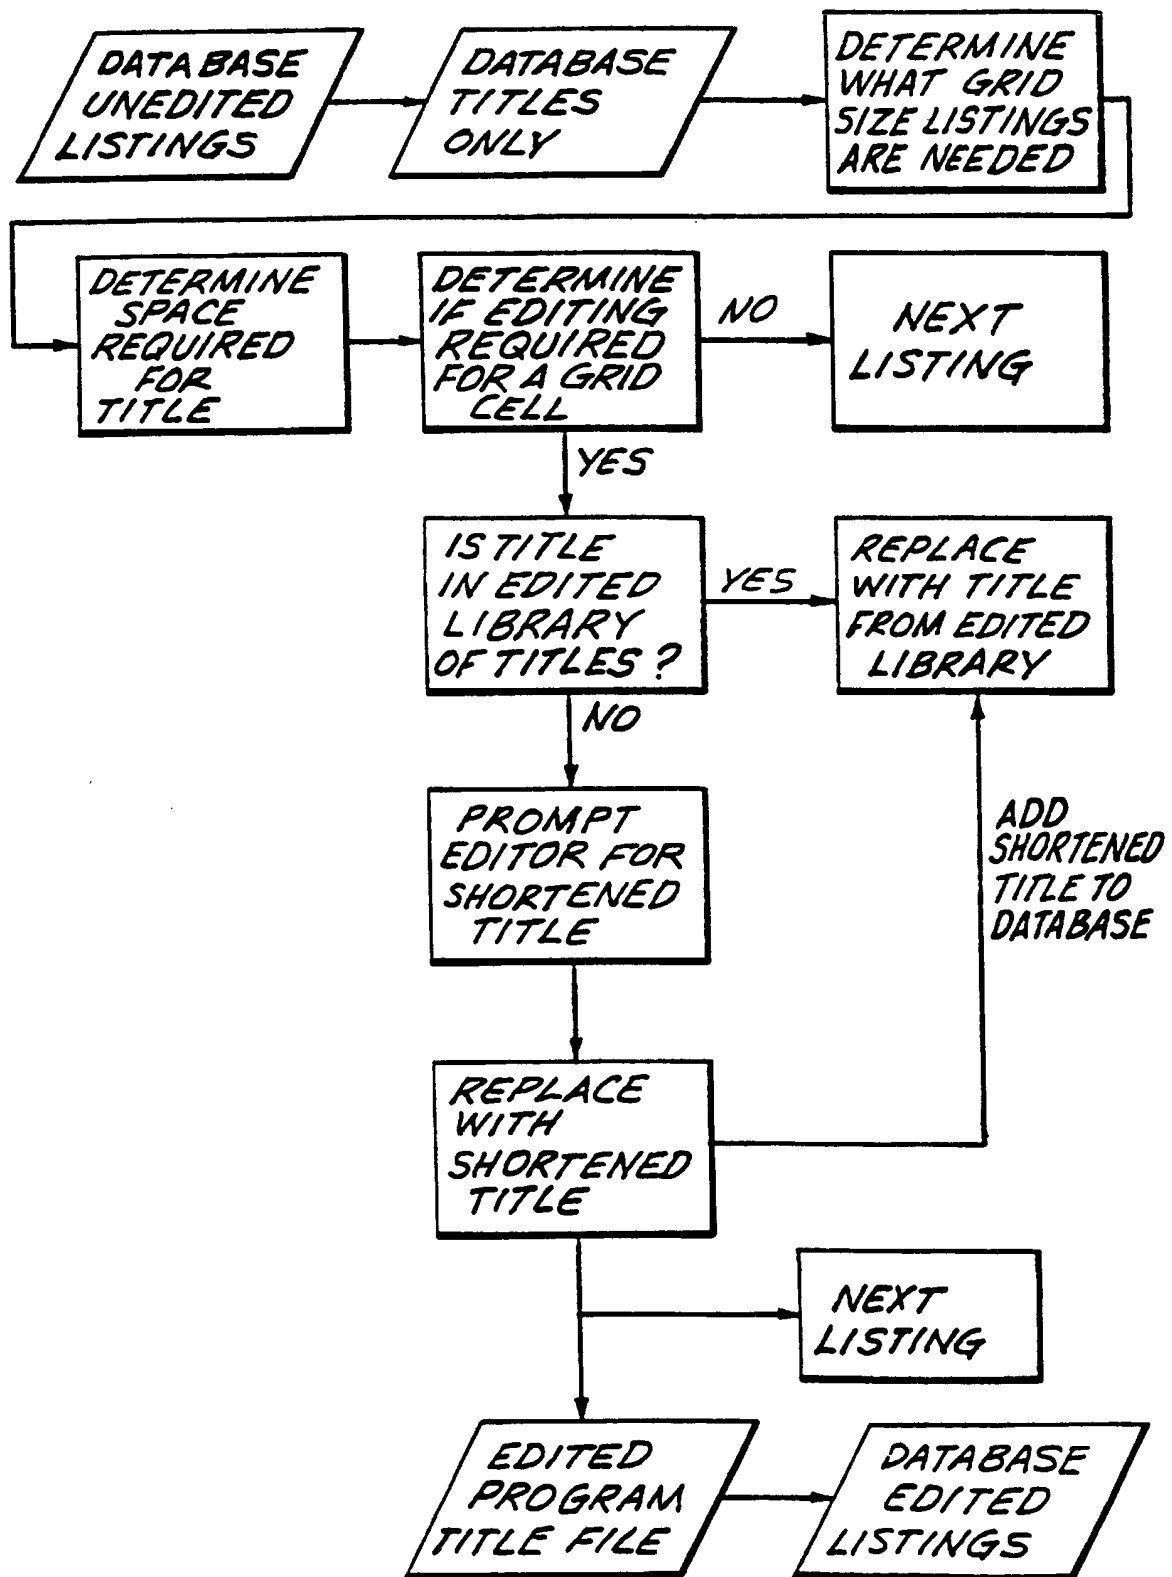 DATABASE
UNEDITED
LISTINGS
DATABASE
TITLES
ONLY
DETERMINE
WHAT GRID
SIZE LISTINGS
ARE NEEDED
DETERMINE
SPACE
REQUIRED
FOR
TITLE
DETERMINE
IF EDITING
REQUIRED
FOR A GRID
CELL
NO
NEXT
LISTING
YES
IS TITLE
IN EDITED
LIBRARY
OF TITLES?
YES
REPLACE
WITH TITLE
FROM EDITED
LIBRARY
NO
PROMPT
EDITOR FOR
SHORTENED
TITLE
ADD
SHORTENED
TITLE TO
DATABASE
REPLACE
WITH
SHORTENED
TITLE
NEXT
LISTING
EDITED
PROGRAM
TITLE FILE
DATABASE
EDITED
LISTINGS